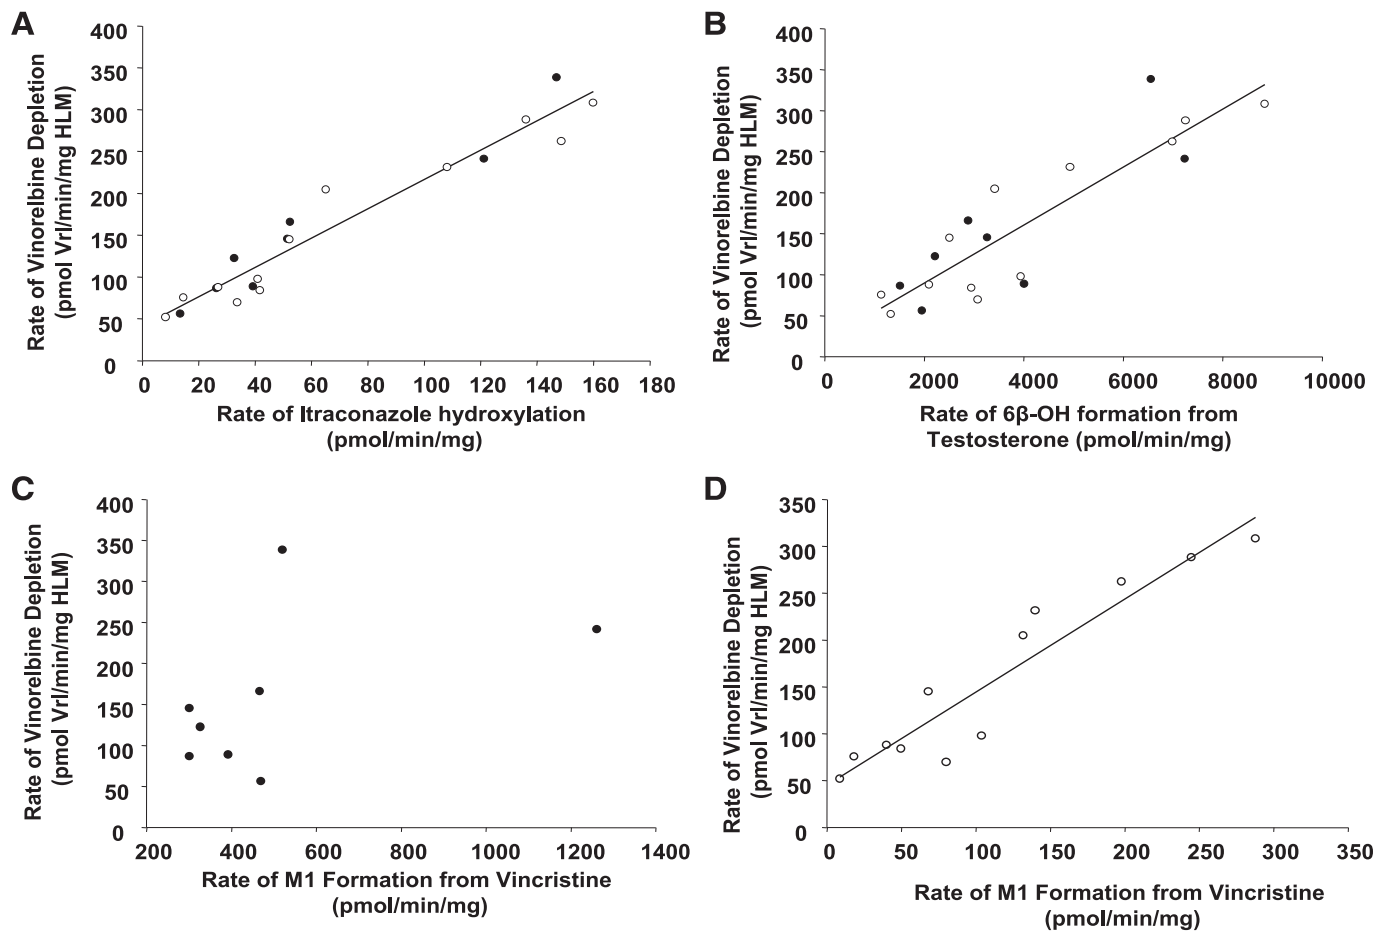 A
Rate of Vinorelbine Depletion
(pmol Vrl/min/mg HLM)
400
350
300
250
200
150
100
50
0
0 20 40 60 80 100 120 140 160 180
Rate of Itraconazole hydroxylation
(pmol/min/mg)
B
Rate of Vinorelbine Depletion
(pmol Vrl/min/mg HLM)
400
350
300
250
200
150
100
50
0
0 2000 4000 6000 8000 10000
Rate of 6β-OH formation from
Testosterone (pmol/min/mg)
C
Rate of Vinorelbine Depletion
(pmol Vrl/min/mg HLM)
400
350
300
250
200
150
100
50
0
200 400 600 800 1000 1200 1400
Rate of M1 Formation from Vincristine
(pmol/min/mg)
D
Rate of Vinorelbine Depletion
(pmol Vrl/min/mg HLM)
350
300
250
200
150
100
50
0
0 50 100 150 200 250 300 350
Rate of M1 Formation from Vincristine
(pmol/min/mg)